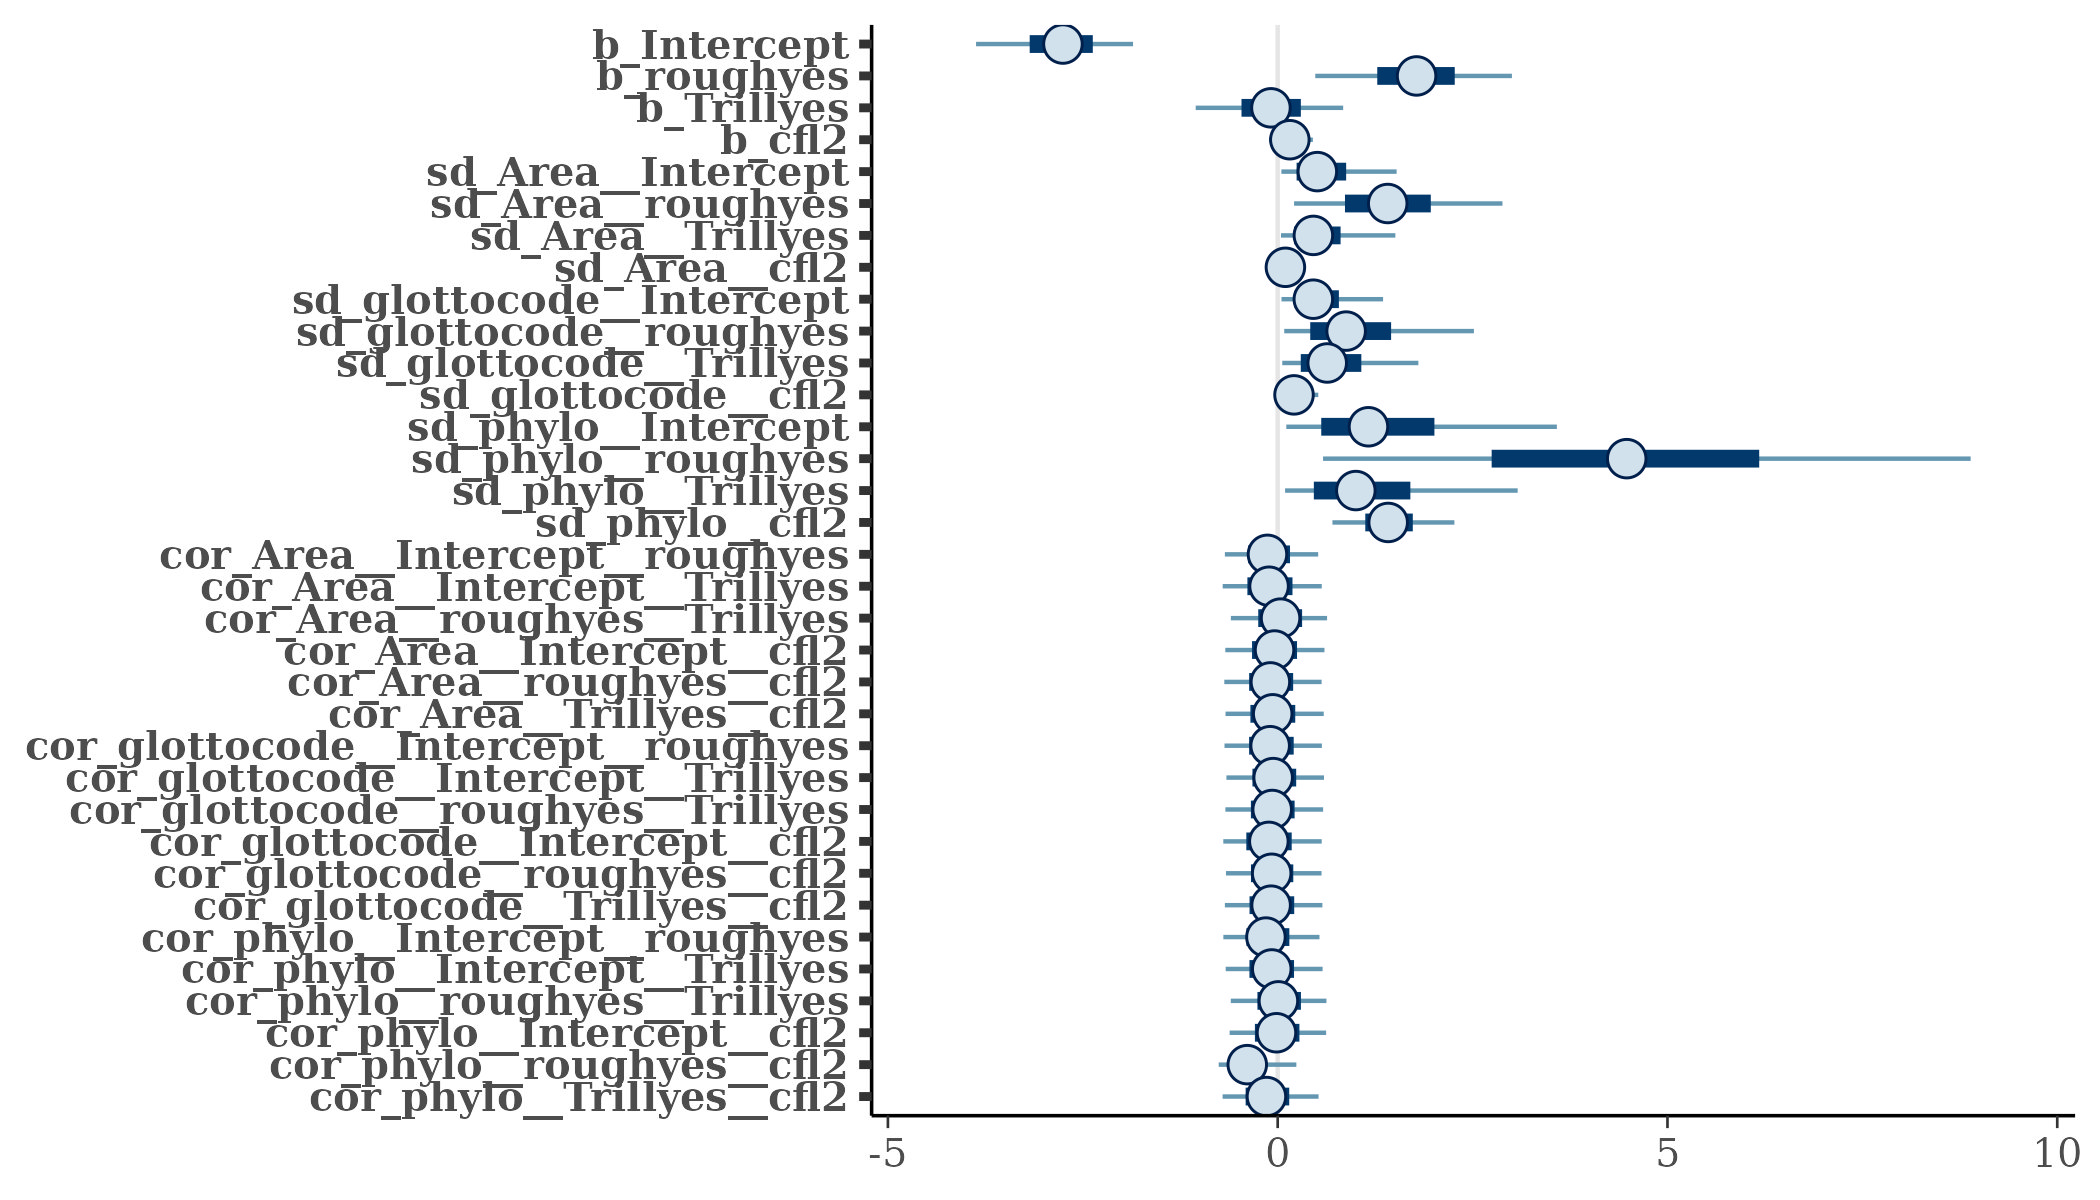 b_Intercept
b_roughyes
b_Trillyes
b_cfl2
sd_Area__Intercept
sd_Area__roughyes
sd_Area__Trillyes
sd_Area__cfl2
sd_glottocode__Intercept
sd_glottocode__roughyes
sd_glottocode__Trillyes
sd_glottocode__cfl2
sd_phylo__Intercept
sd_phylo__roughyes
sd_phylo__Trillyes
sd_phylo__cfl2
cor_Area__Intercept__roughyes
cor_Area__Intercept__Trillyes
cor_Area__roughyes__Trillyes
cor_Area__Intercept__cfl2
cor_Area__roughyes__cfl2
cor_Area__Trillyes__cfl2
cor_glottocode__Intercept__roughyes
cor_glottocode__Intercept__Trillyes
cor_glottocode__roughyes__Trillyes
cor_glottocode__Intercept__cfl2
cor_glottocode__roughyes__cfl2
cor_glottocode__Trillyes__cfl2
cor_phylo__Intercept__roughyes
cor_phylo__Intercept__Trillyes
cor_phylo__roughyes__Trillyes
cor_phylo__Intercept__cfl2
cor_phylo__roughyes__cfl2
cor_phylo__Trillyes__cfl2
-5 0 5 10